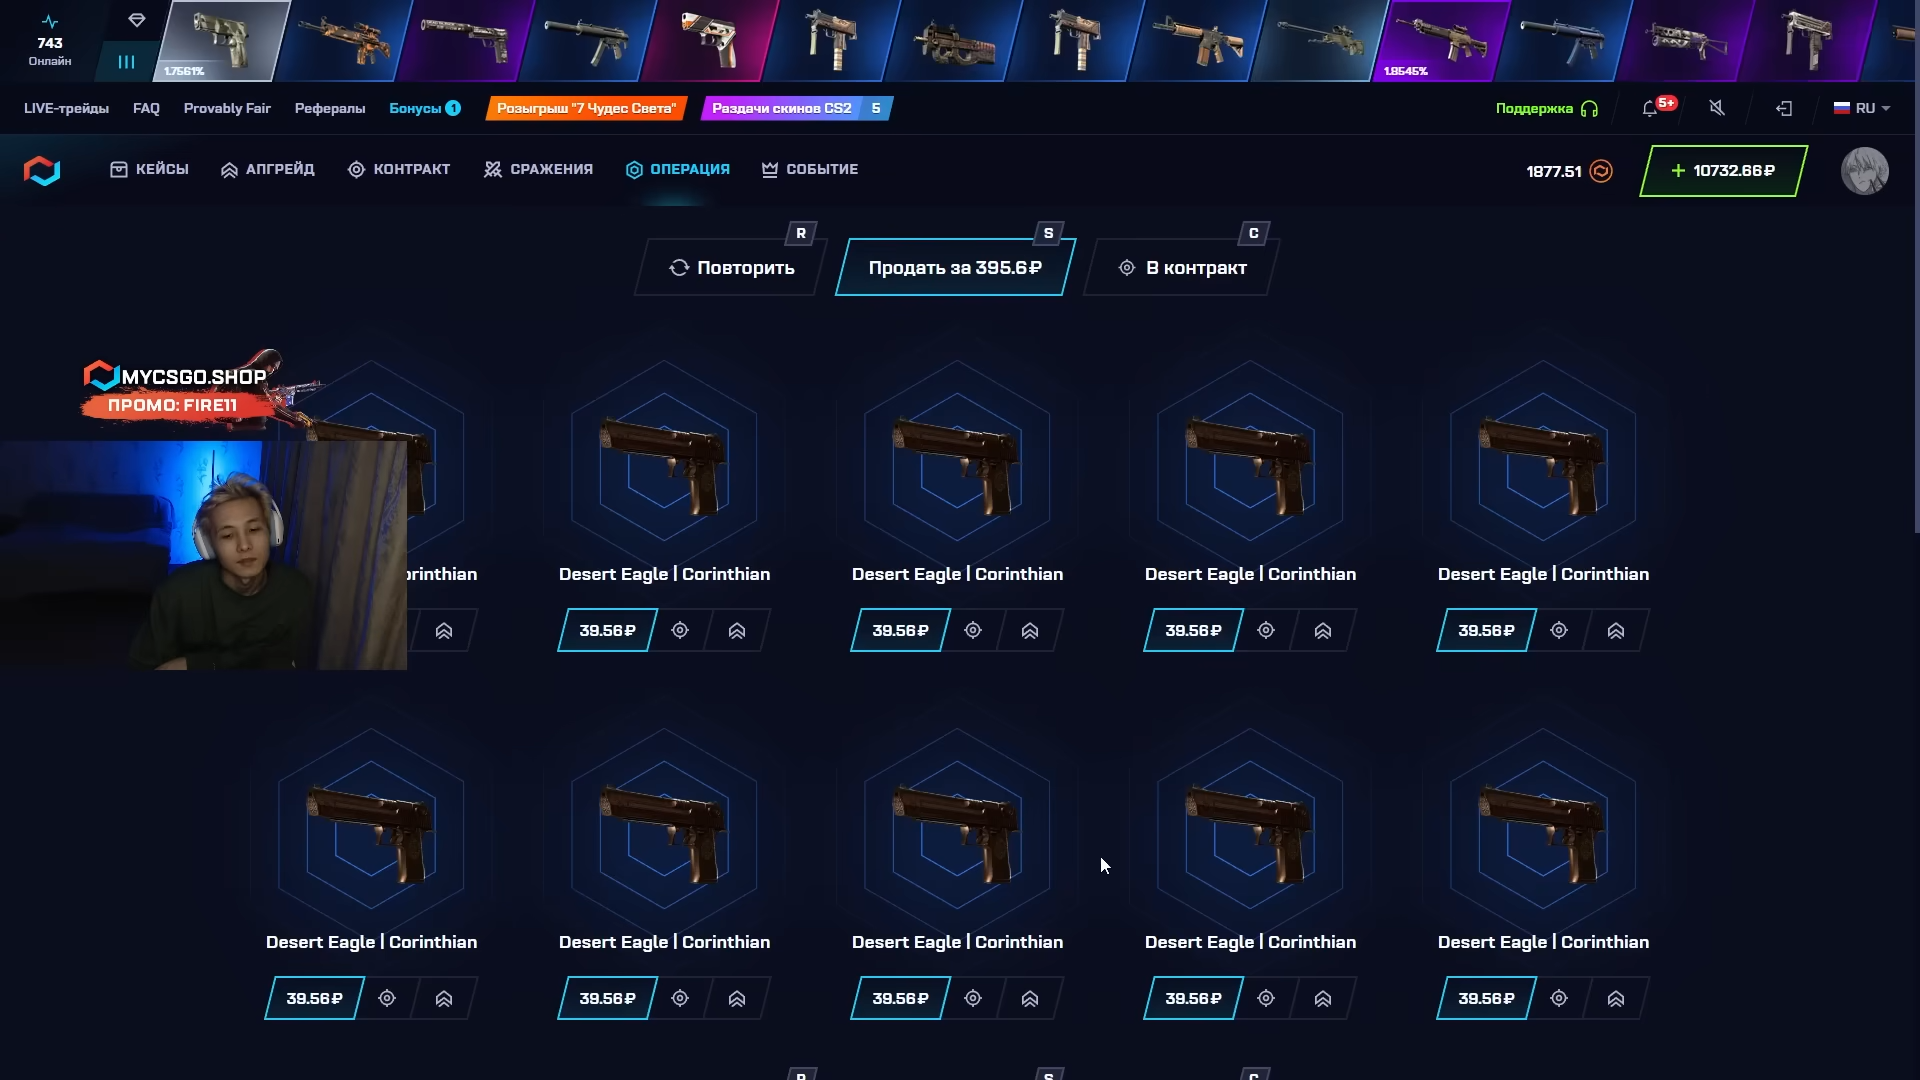 743
Онлайн
1.7561%
1.8545%
LIVE-трейды
FAQ
Provably Fair
Рефералы
Бонусы 1
Розыгрыш "7 Чудес Света"
Раздачи скинов CS2 5
Поддержка
5+
RU
КЕЙСЫ
АПГРЕЙД
КОНТРАКТ
СРАЖЕНИЯ
ОПЕРАЦИЯ
СОБЫТИЕ
1877.51
+ 10732.66₽
R
S
C
Повторить
Продать за 395.6₽
В контракт
MYCSGO.SHOP
ПРОМО: FIRE11
orinthian
Desert Eagle | Corinthian
Desert Eagle | Corinthian
Desert Eagle | Corinthian
Desert Eagle | Corinthian
39.56₽
39.56₽
39.56₽
39.56₽
Desert Eagle | Corinthian
Desert Eagle | Corinthian
Desert Eagle | Corinthian
Desert Eagle | Corinthian
Desert Eagle | Corinthian
39.56₽
39.56₽
39.56₽
39.56₽
39.56₽
R
S
C